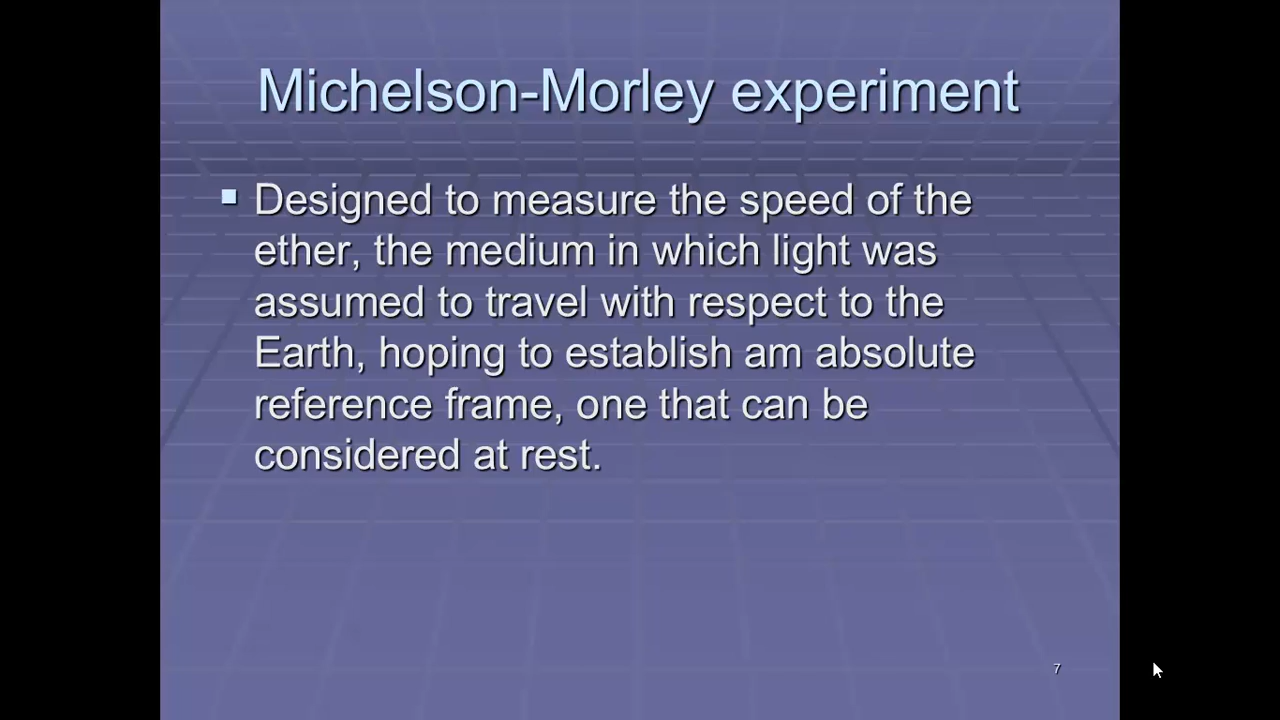 Michelson-Morley experiment
Designed to measure the speed of the
ether, the medium in which light was
assumed to travel with respect to the
Earth, hoping to establish am absolute
reference frame, one that can be
considered at rest.
7